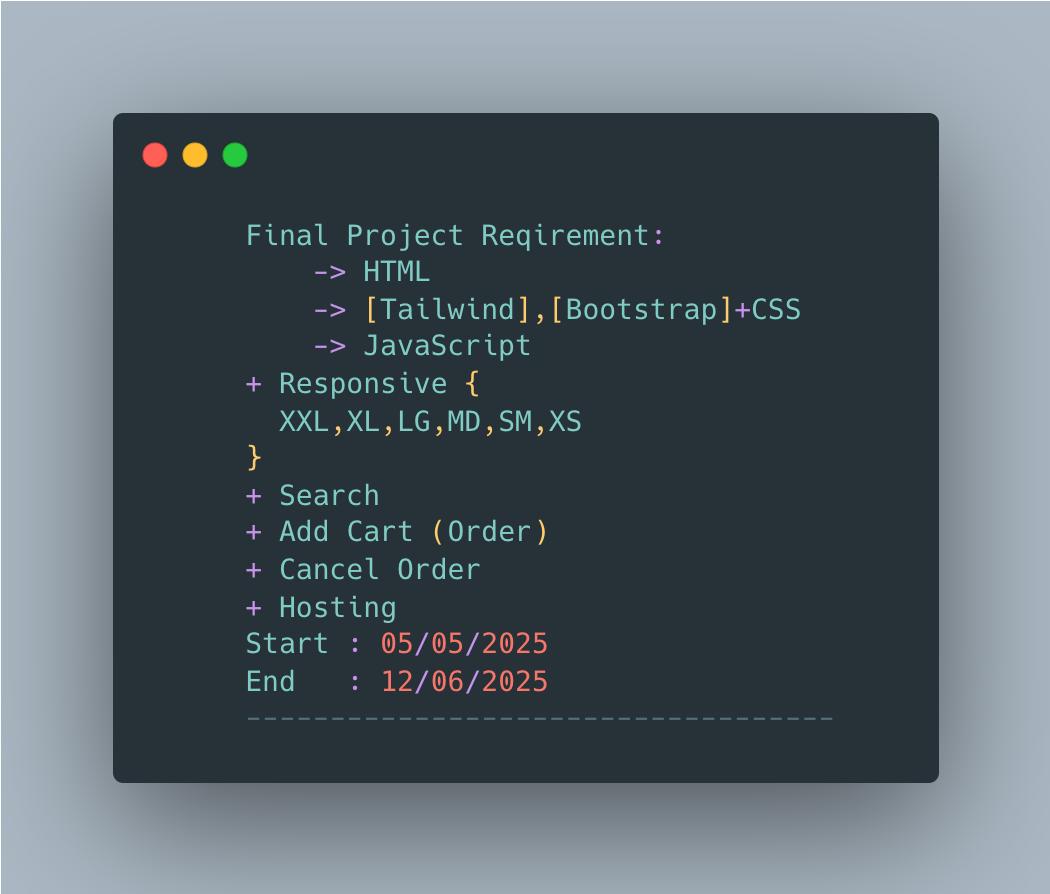 Final Project Reqirement:
-> HTML
-> [Tailwind],[Bootstrap]+CSS
-> JavaScript
+ Responsive {
XXL,XL,LG,MD,SM,XS
}
+ Search
+ Add Cart (Order)
+ Cancel Order
+ Hosting
Start : 05/05/2025
End   : 12/06/2025
-----------------------------------